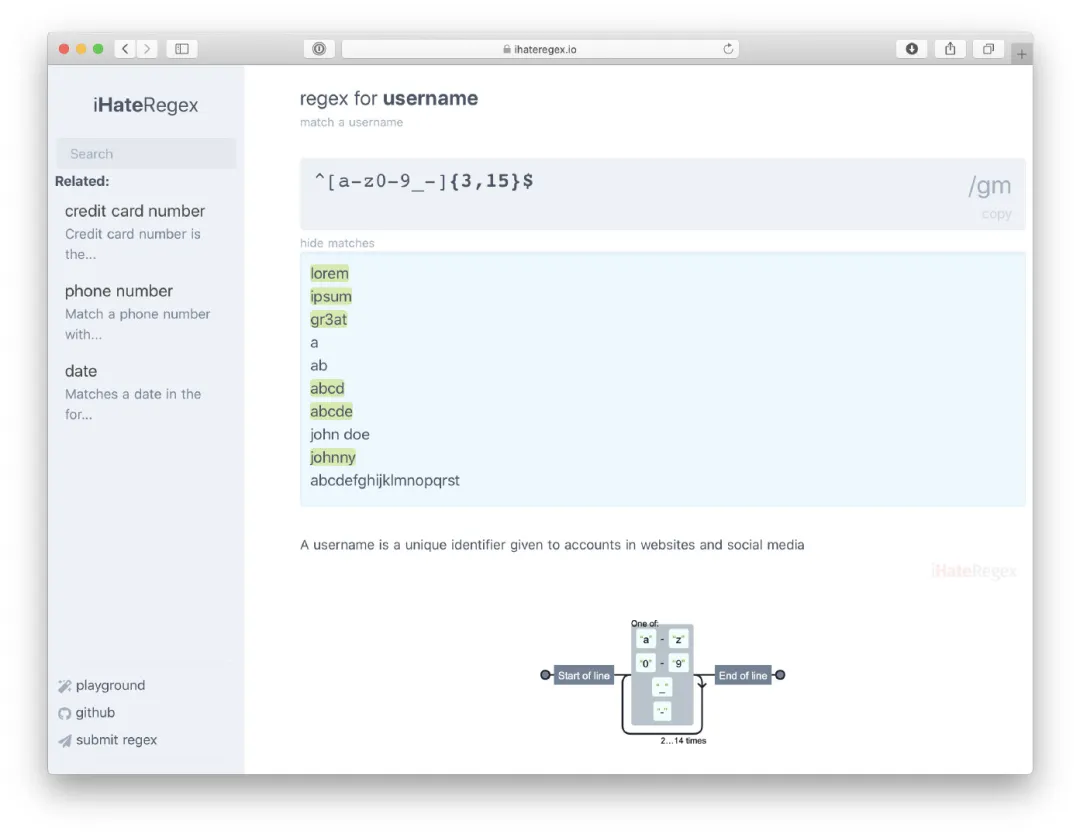 ihateregex.io
iHateRegex
Search
Related:
credit card number
Credit card number is
the...
phone number
Match a phone number
with...
date
Matches a date in the
for...
playground
github
submit regex
regex for username
match a username
^[a-z0-9_-]{3,15}$
/gm
copy
hide matches
lorem
ipsum
gr3at
a
ab
abcd
abcde
john doe
johnny
abcdefghijklmnopqrst
A username is a unique identifier given to accounts in websites and social media
iHateRegex
One of:
"a" - "z"
"0" - "9"
Start of line
End of line
"_"
"-"
2...14 times